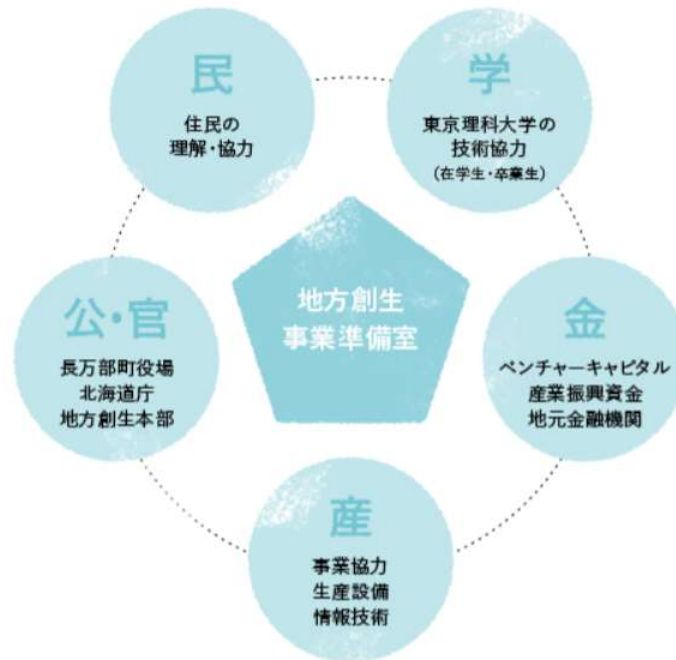 民
住民の
理解・協力
学
東京理科大学の
技術協力
(在学生・卒業生)
地方創生
事業準備室
公・官
長万部町役場
北海道庁
地方創生本部
金
ベンチャーキャピタル
産業振興資金
地元金融機関
産
事業協力
生産設備
情報技術